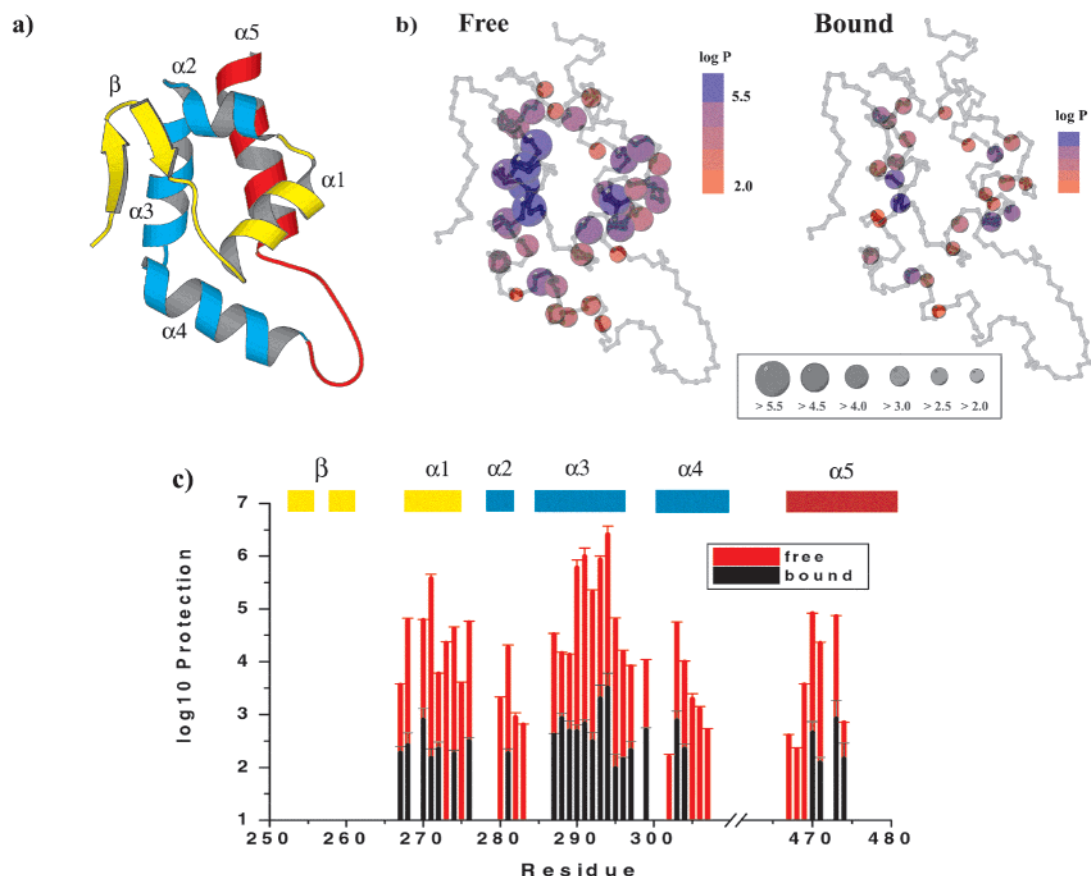 a)
α5
α2
β
α1
α3
α4
b) Free Bound
log P
5.5
2.0
log P
> 5.5 > 4.5 > 4.0 > 3.0 > 2.5 > 2.0
c)
β α1 α2 α3 α4 α5
free
bound
log10 Protection
7
6
5
4
3
2
1
250 260 270 280 290 300 470 480
Residue